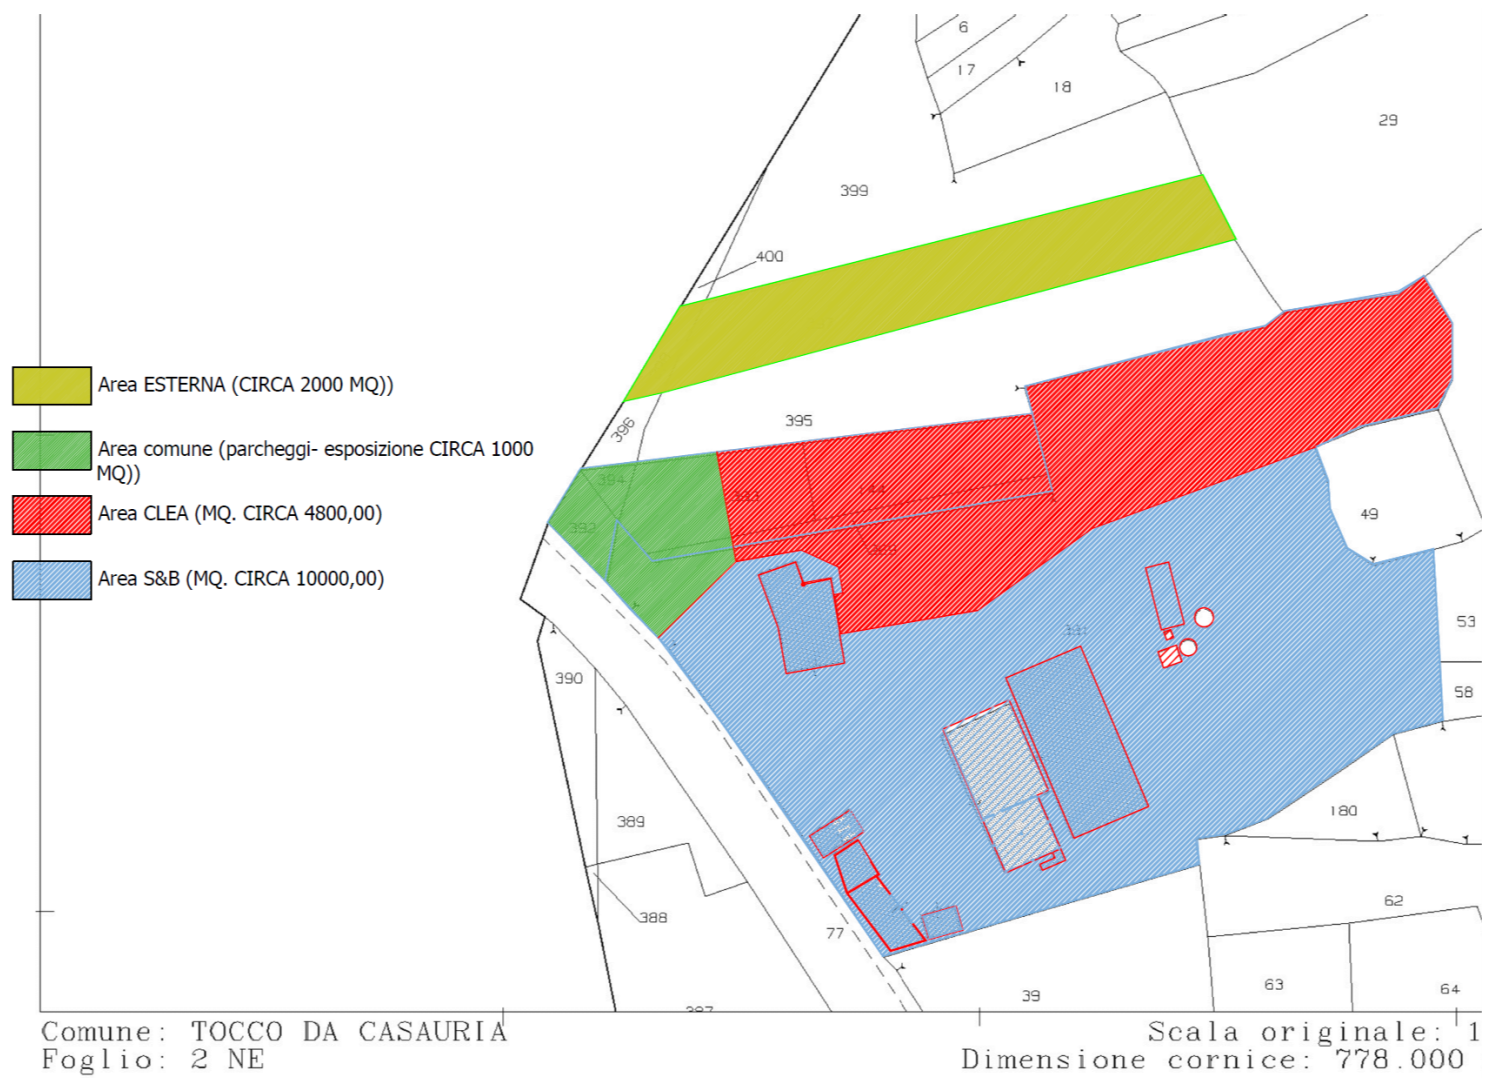 6
17
18
29
399
400
Area ESTERNA (CIRCA 2000 MQ))
396
395
Area comune (parcheggi- esposizione CIRCA 1000
MQ))
394
393
144
Area CLEA (MQ. CIRCA 4800,00)
392
49
Area S&B (MQ. CIRCA 10000,00)
53
390
58
389
180
388
62
77
63
39
64
387
Comune: TOCCO DA CASAURIA
Scala originale: 1
Foglio: 2 NE
Dimensione cornice: 778.000